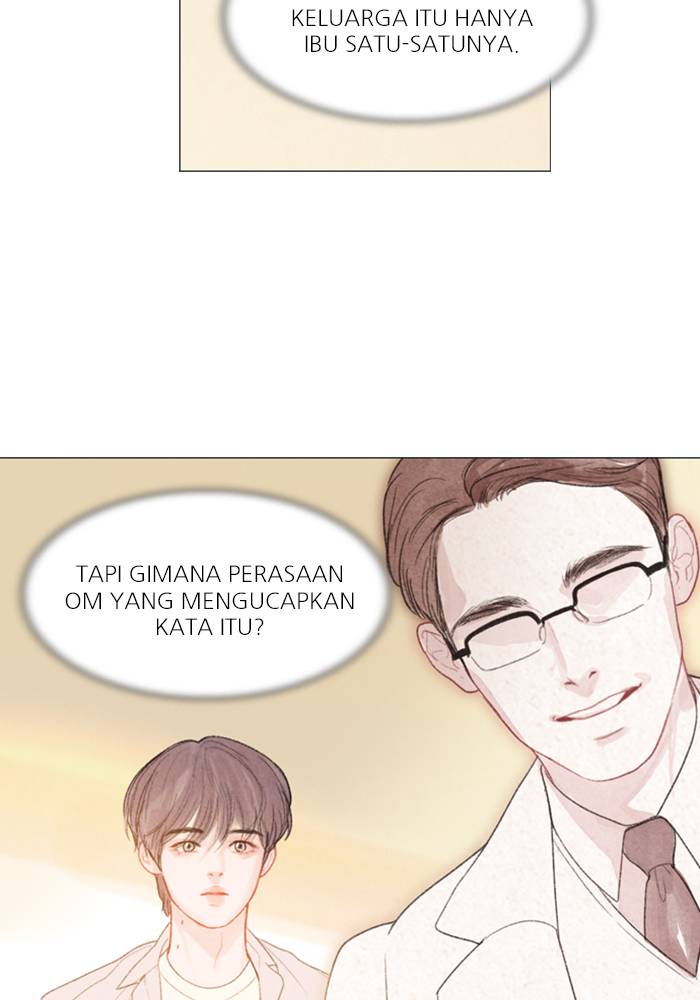 KELUARGA ITU HANYA
IBU SATU-SATUNYA.
TAPI GIMANA PERASAAN
OM YANG MENGUCAPKAN
KATA ITU?